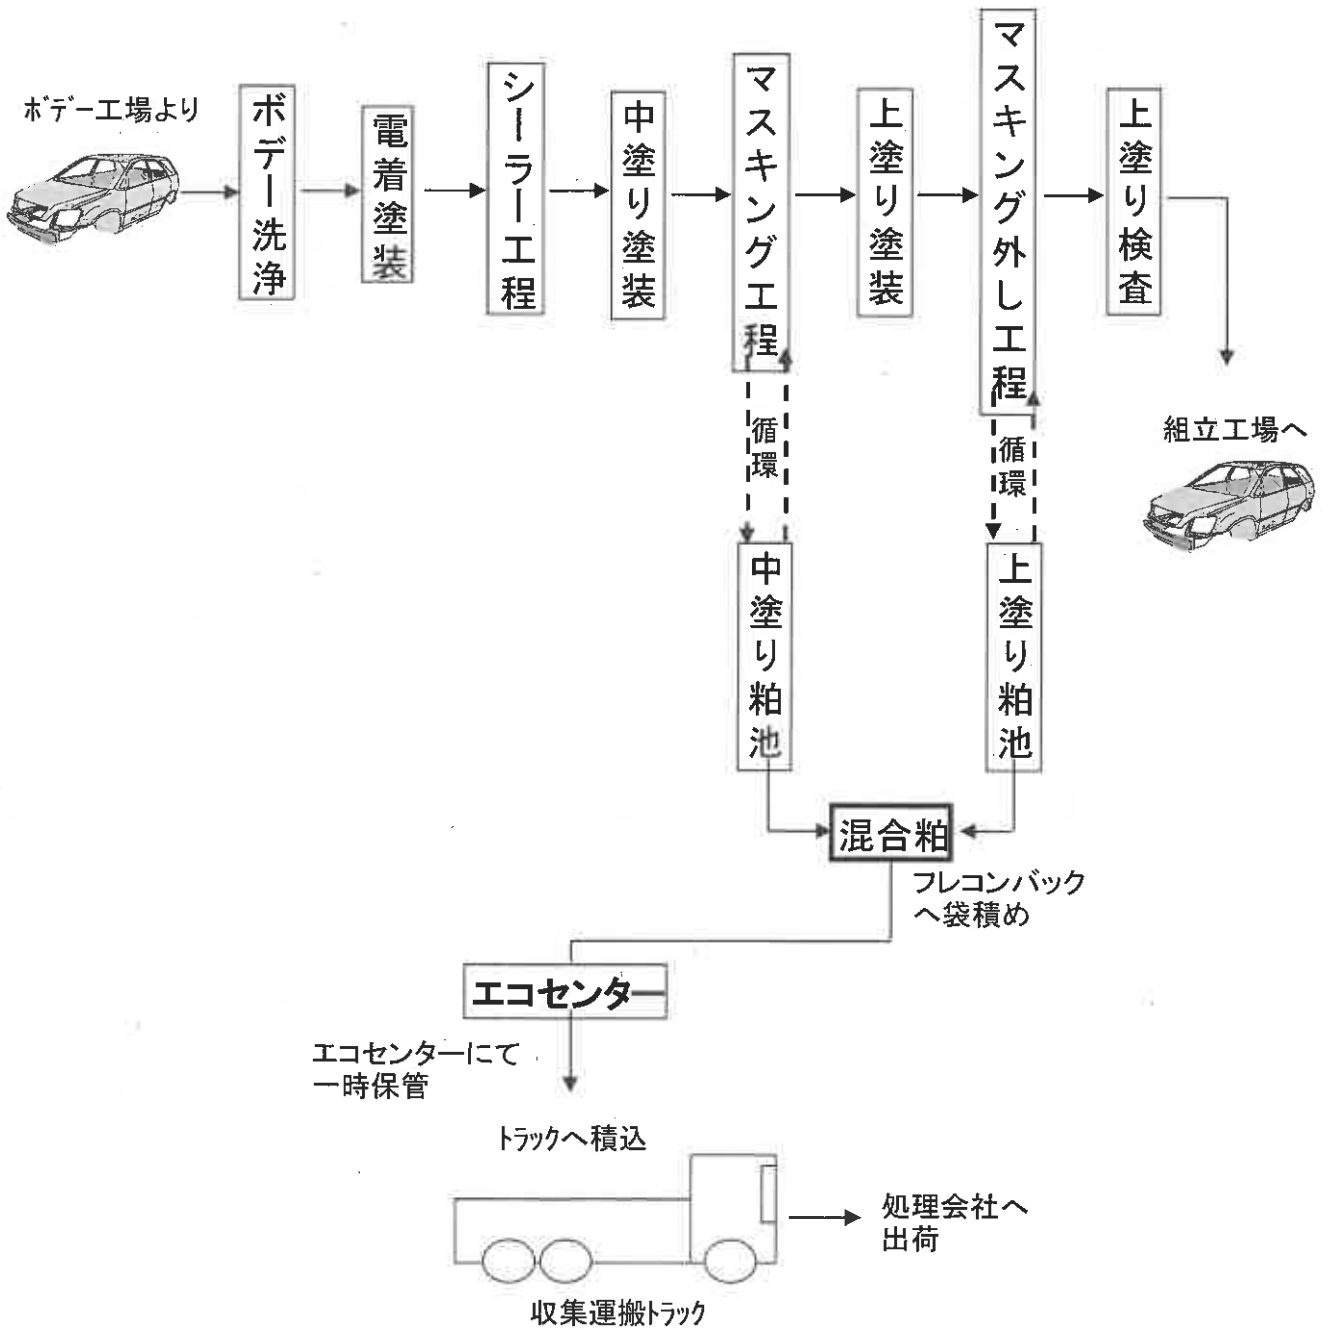 ボデー工場より
ボデー洗浄
電着塗装
シーラー工程
中塗り塗装
マスキング工程
上塗り塗装
マスキング外し工程
上塗り検査
組立工場へ
循環
循環
中塗り粕池
上塗り粕池
混合粕
フレコンバック
へ袋積め
エコセンター
エコセンターにて
一時保管
トラックへ積込
処理会社へ
出荷
収集運搬トラック